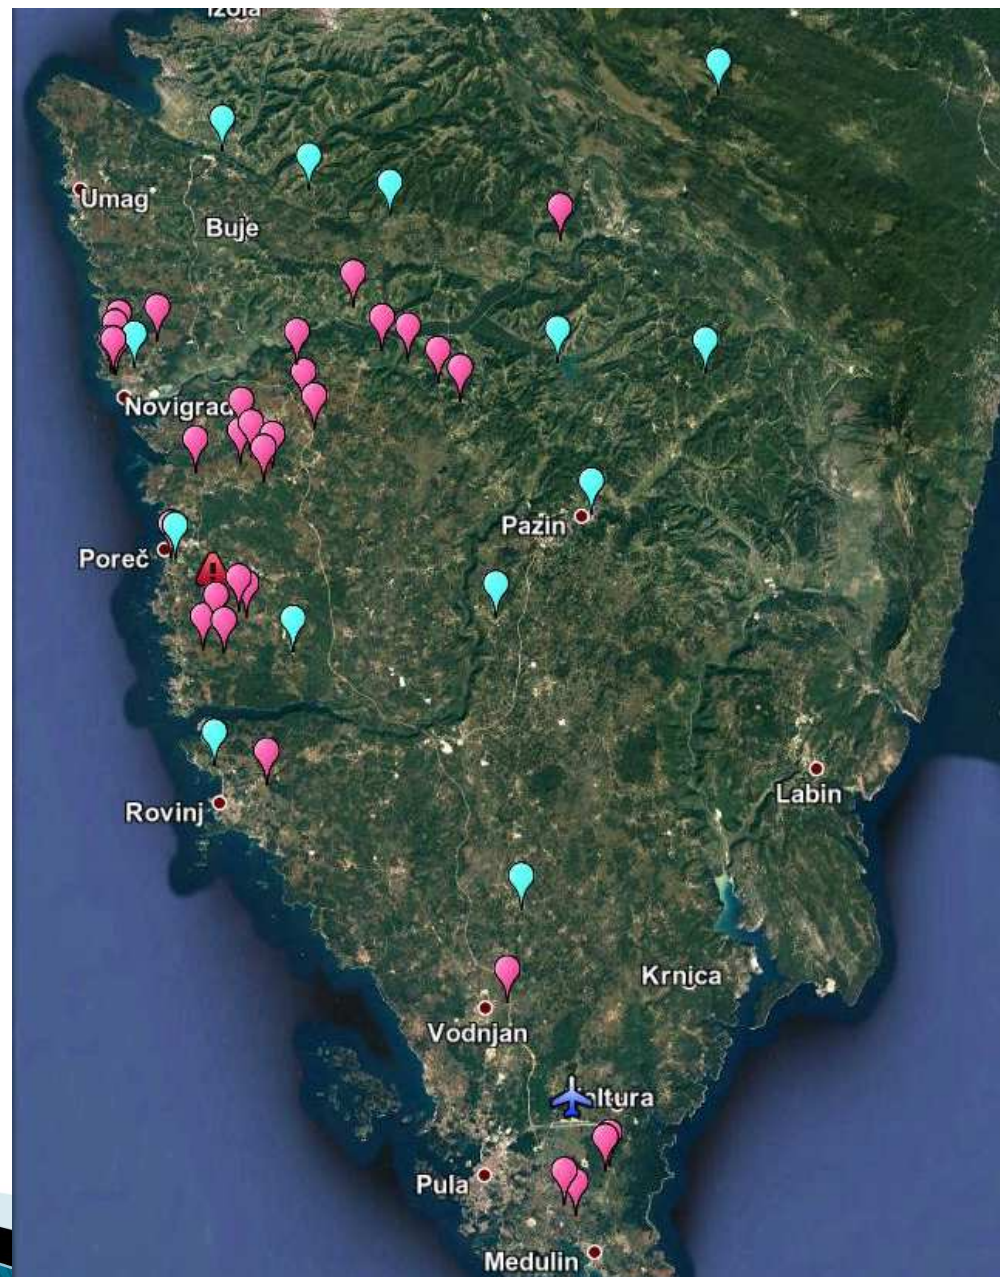 Umag
Buje
Novigrad
Pazin
Poreč
Labin
Rovinj
Krnica
Vodnjan
Pula
Medulin